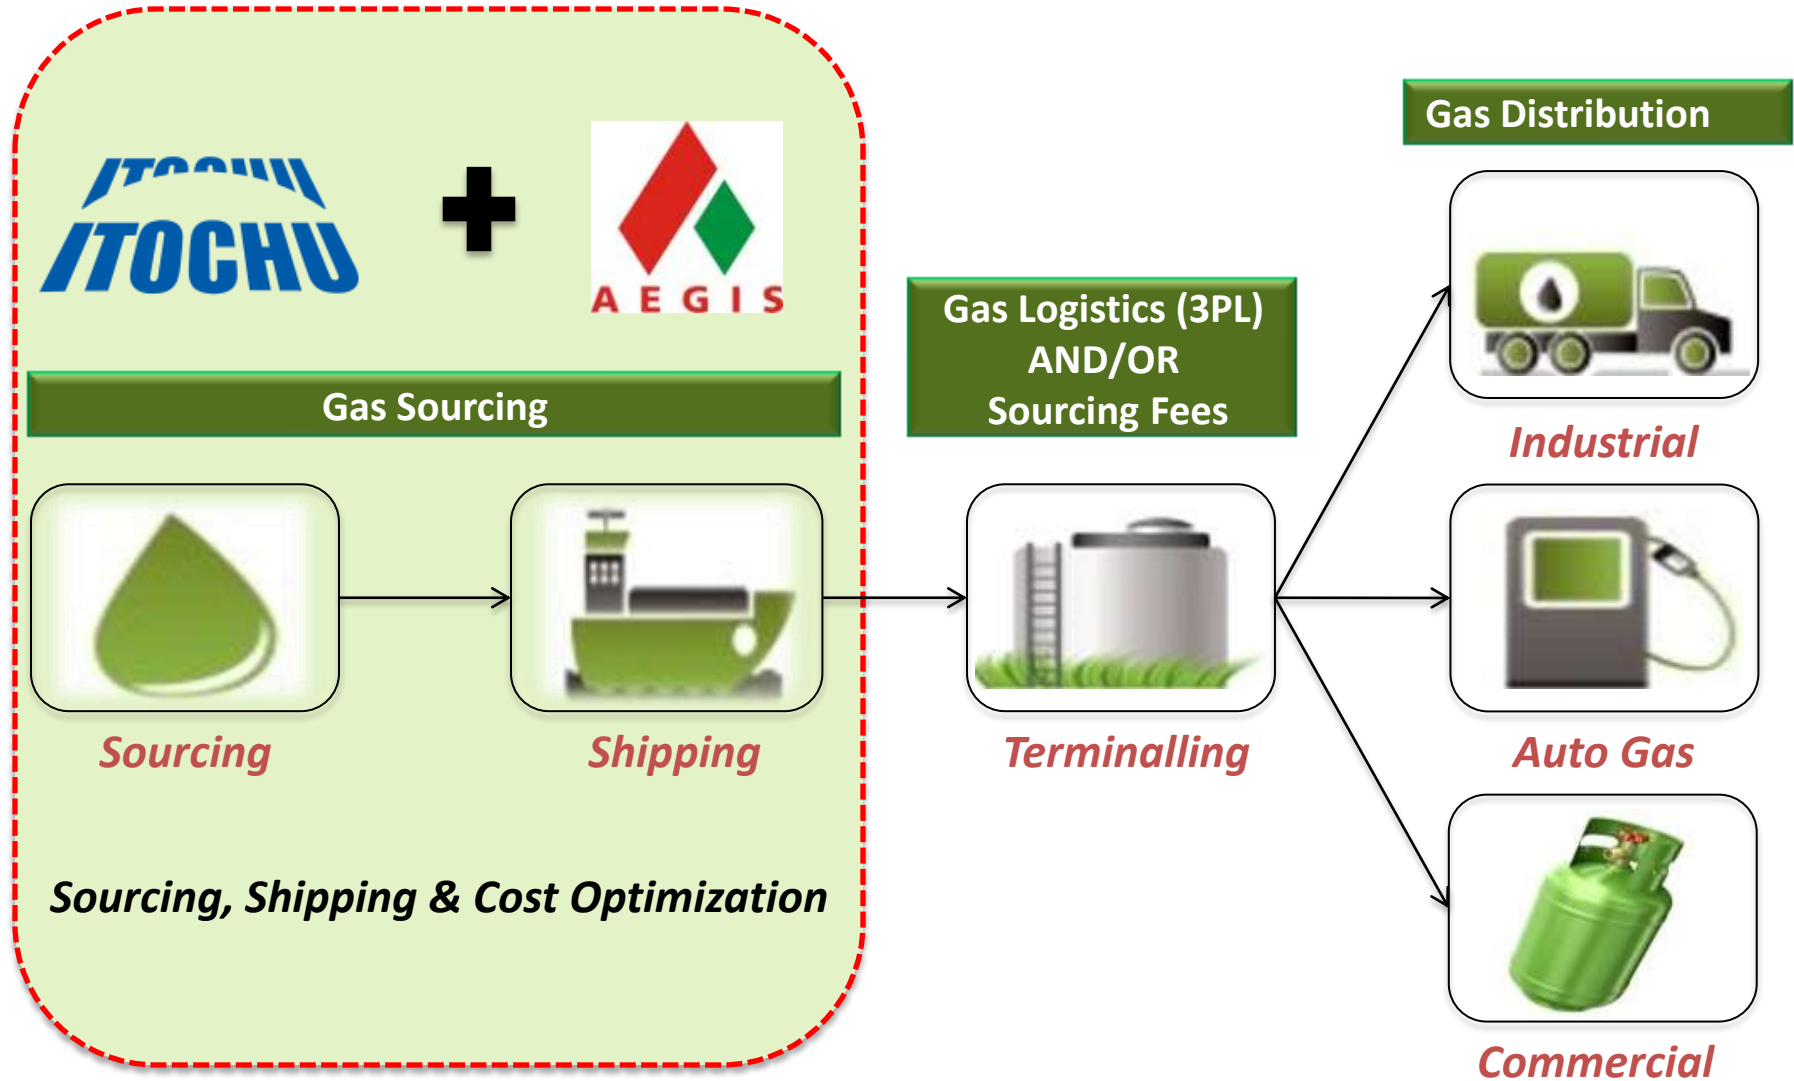 ITOCHU
ITOCHU
AEGIS
Gas Sourcing
Sourcing
Shipping
Sourcing, Shipping & Cost Optimization
Gas Logistics (3PL)
AND/OR
Sourcing Fees
Terminalling
Gas Distribution
Industrial
Auto Gas
Commercial